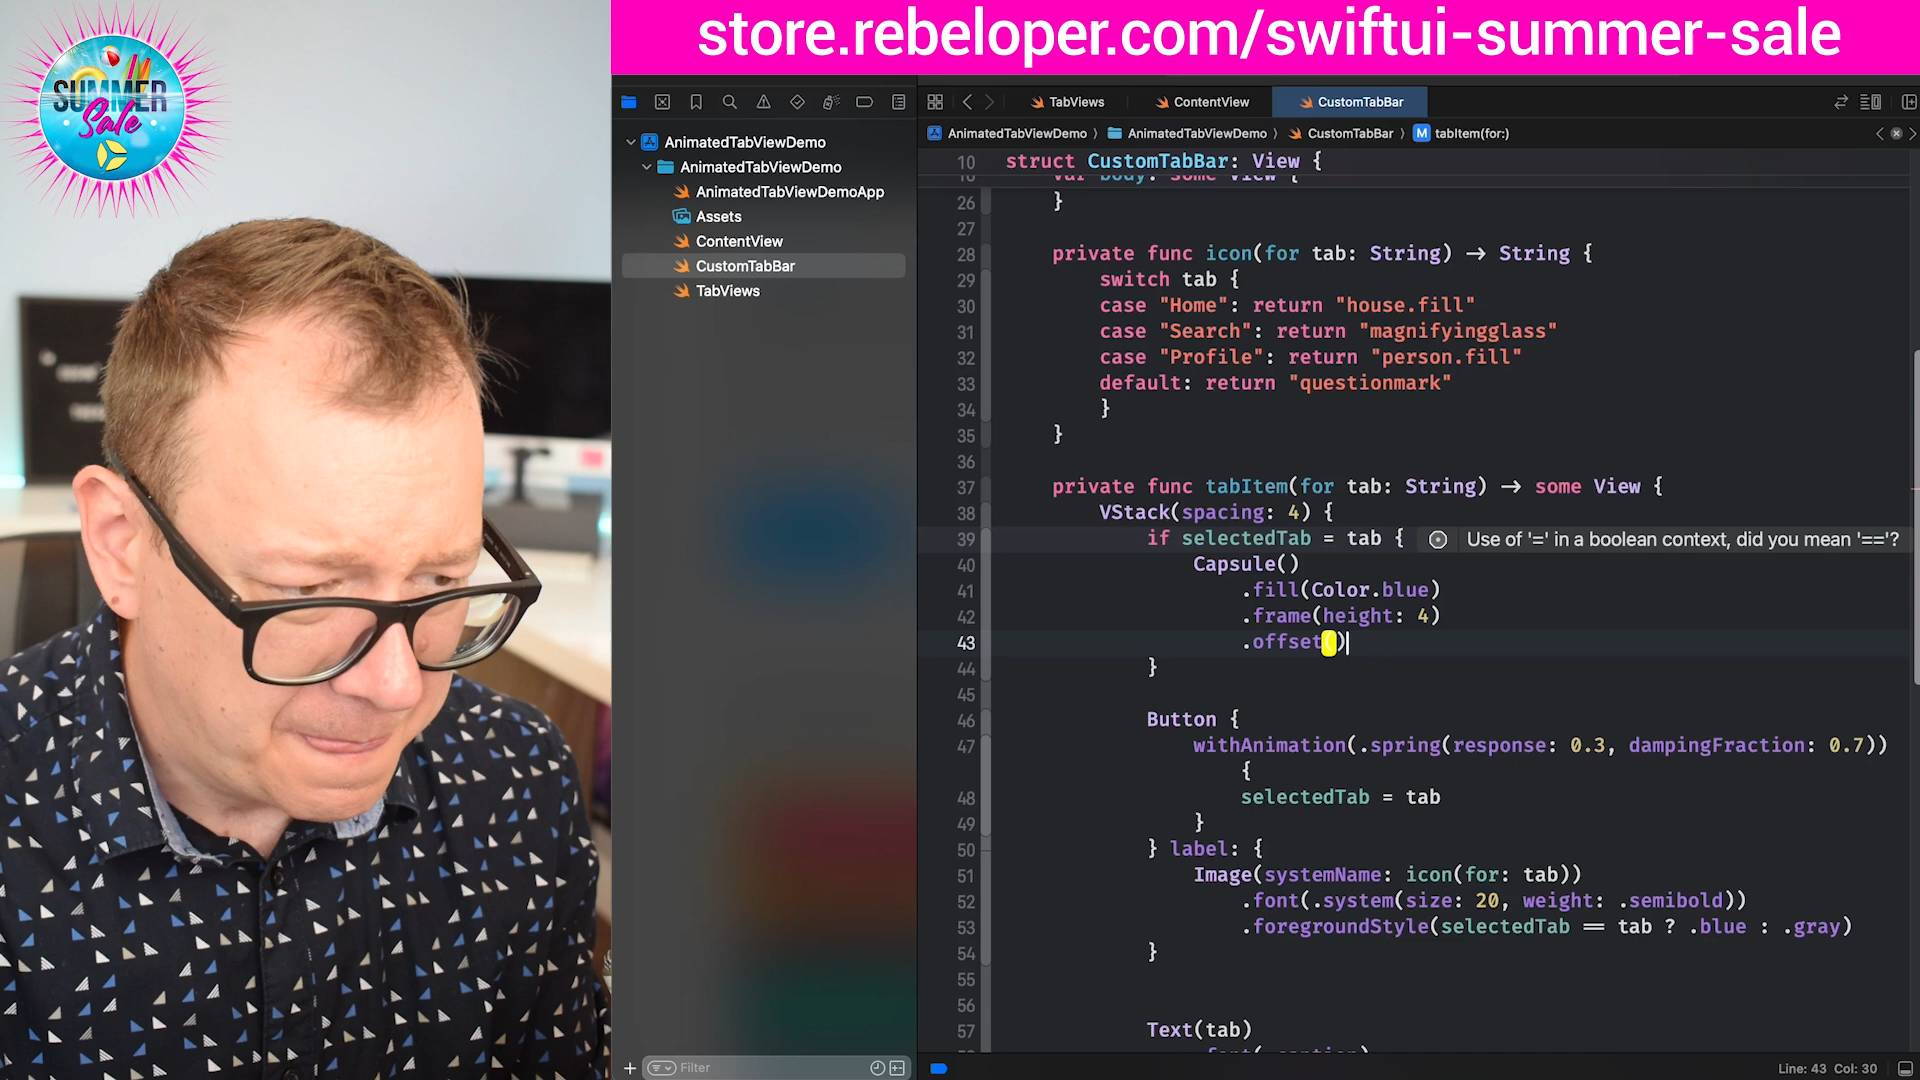 store.rebeloper.com/swiftui-summer-sale
SUMMER
Sale
TabViews
ContentView
CustomTabBar
AnimatedTabViewDemo
AnimatedTabViewDemo
AnimatedTabViewDemoApp
Assets
ContentView
CustomTabBar
TabViews
Filter
AnimatedTabViewDemo
AnimatedTabViewDemo
CustomTabBar
M tabItem(for:)
10 struct CustomTabBar: View {
var body: some View {
26 }
27
28 private func icon(for tab: String) -> String {
29 switch tab {
30 case "Home": return "house.fill"
31 case "Search": return "magnifyingglass"
32 case "Profile": return "person.fill"
33 default: return "questionmark"
34 }
35 }
36
37 private func tabItem(for tab: String) -> some View {
38 VStack(spacing: 4) {
39 if selectedTab = tab { Use of '=' in a boolean context, did you mean '=='?
40 Capsule()
41 .fill(Color.blue)
42 .frame(height: 4)
43 .offset()
44 }
45
46 Button {
47 withAnimation(.spring(response: 0.3, dampingFraction: 0.7))
{
48 selectedTab = tab
49 }
50 } label: {
51 Image(systemName: icon(for: tab))
52 .font(.system(size: 20, weight: .semibold))
53 .foregroundStyle(selectedTab == tab ? .blue : .gray)
54 }
55
56
57 Text(tab)
Line: 43 Col: 30